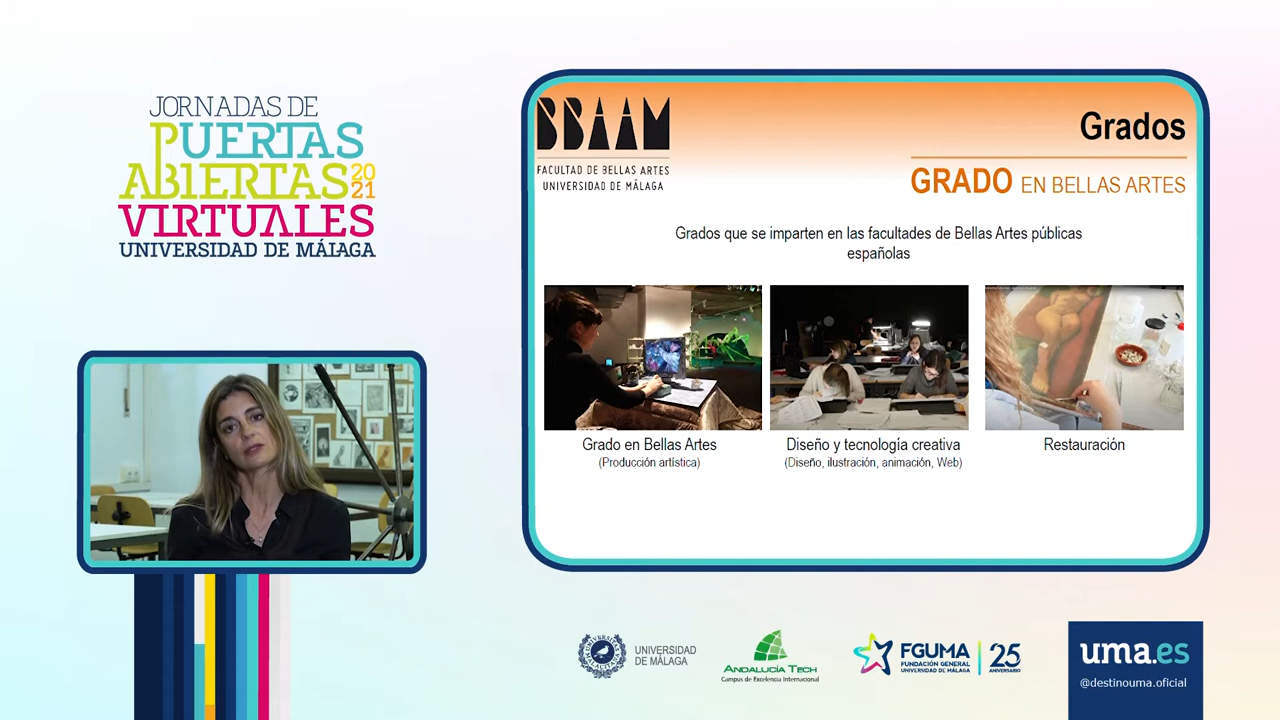 JORNADAS DE
PUERTAS
ABIERTAS 2021
VIRTUALES
UNIVERSIDAD DE MÁLAGA
BBAAM
FACULTAD DE BELLAS ARTES
UNIVERSIDAD DE MÁLAGA
Grados
GRADO EN BELLAS ARTES
Grados que se imparten en las facultades de Bellas Artes públicas
españolas
Grado en Bellas Artes
(Producción artística)
Diseño y tecnología creativa
(Diseño, ilustración, animación, Web)
Restauración
UNIVERSIDAD
DE MÁLAGA
ANDALUCÍA TECH
Campus de Excelencia Internacional
FGUMA
FUNDACIÓN GENERAL
UNIVERSIDAD DE MÁLAGA
25
ANIVERSARIO
uma.es
@destinouma.oficial